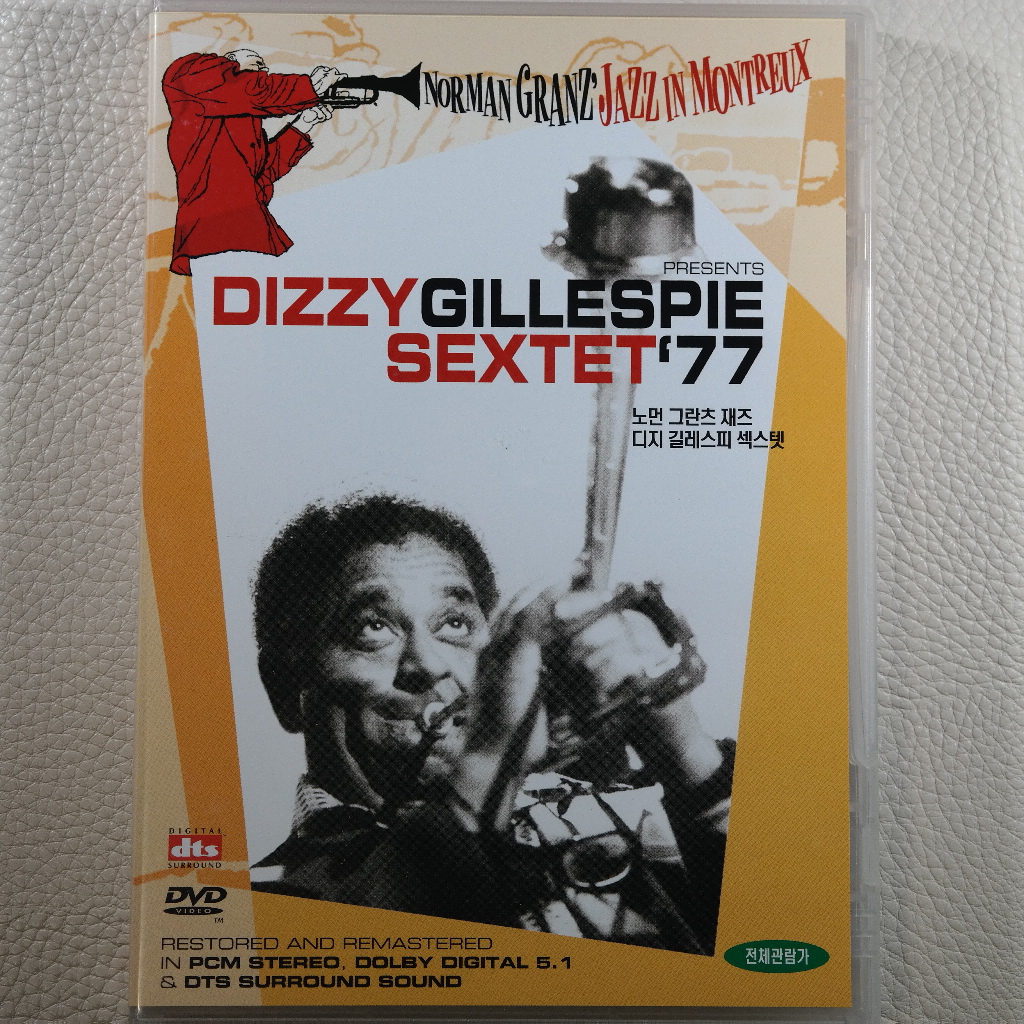 NORMAN GRANZ' JAZZ IN MONTREUX
PRESENTS
DIZZYGILLESPIE
SEXTET '77
노먼 그란츠 재즈
디지 길레스피 섹스텟
DIGITAL
dts
SURROUND
DVD
VIDEO
TM
RESTORED AND REMASTERED
IN PCM STEREO, DOLBY DIGITAL 5.1
& DTS SURROUND SOUND
전체관람가